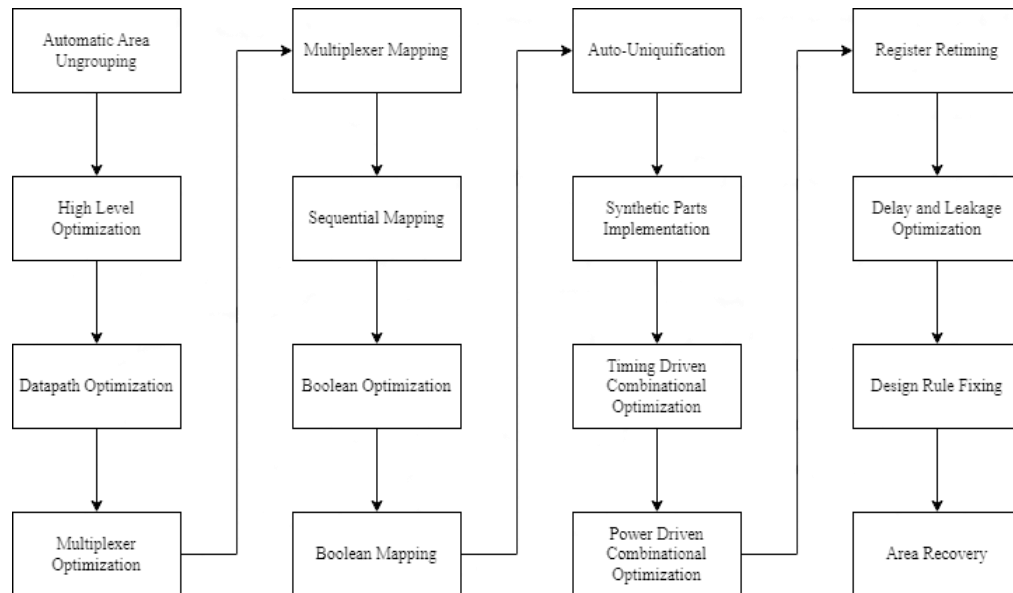 Automatic Area
Ungrouping
High Level
Optimization
Datapath Optimization
Multiplexer
Optimization
Multiplexer Mapping
Sequential Mapping
Boolean Optimization
Boolean Mapping
Auto-Uniquification
Synthetic Parts
Implementation
Timing Driven
Combinational
Optimization
Power Driven
Combinational
Optimization
Register Retiming
Delay and Leakage
Optimization
Design Rule Fixing
Area Recovery